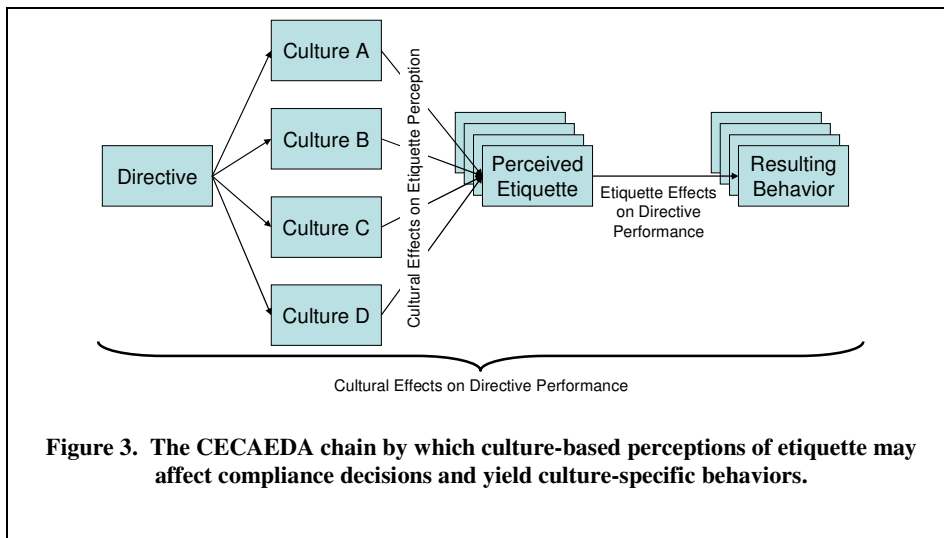 Culture A
Culture B
Directive
Culture C
Culture D
Cultural Effects on Etiquette Perception
Perceived
Etiquette
Etiquette Effects
on Directive
Performance
Resulting
Behavior
Cultural Effects on Directive Performance
Figure 3. The CECAEDA chain by which culture-based perceptions of etiquette may
affect compliance decisions and yield culture-specific behaviors.